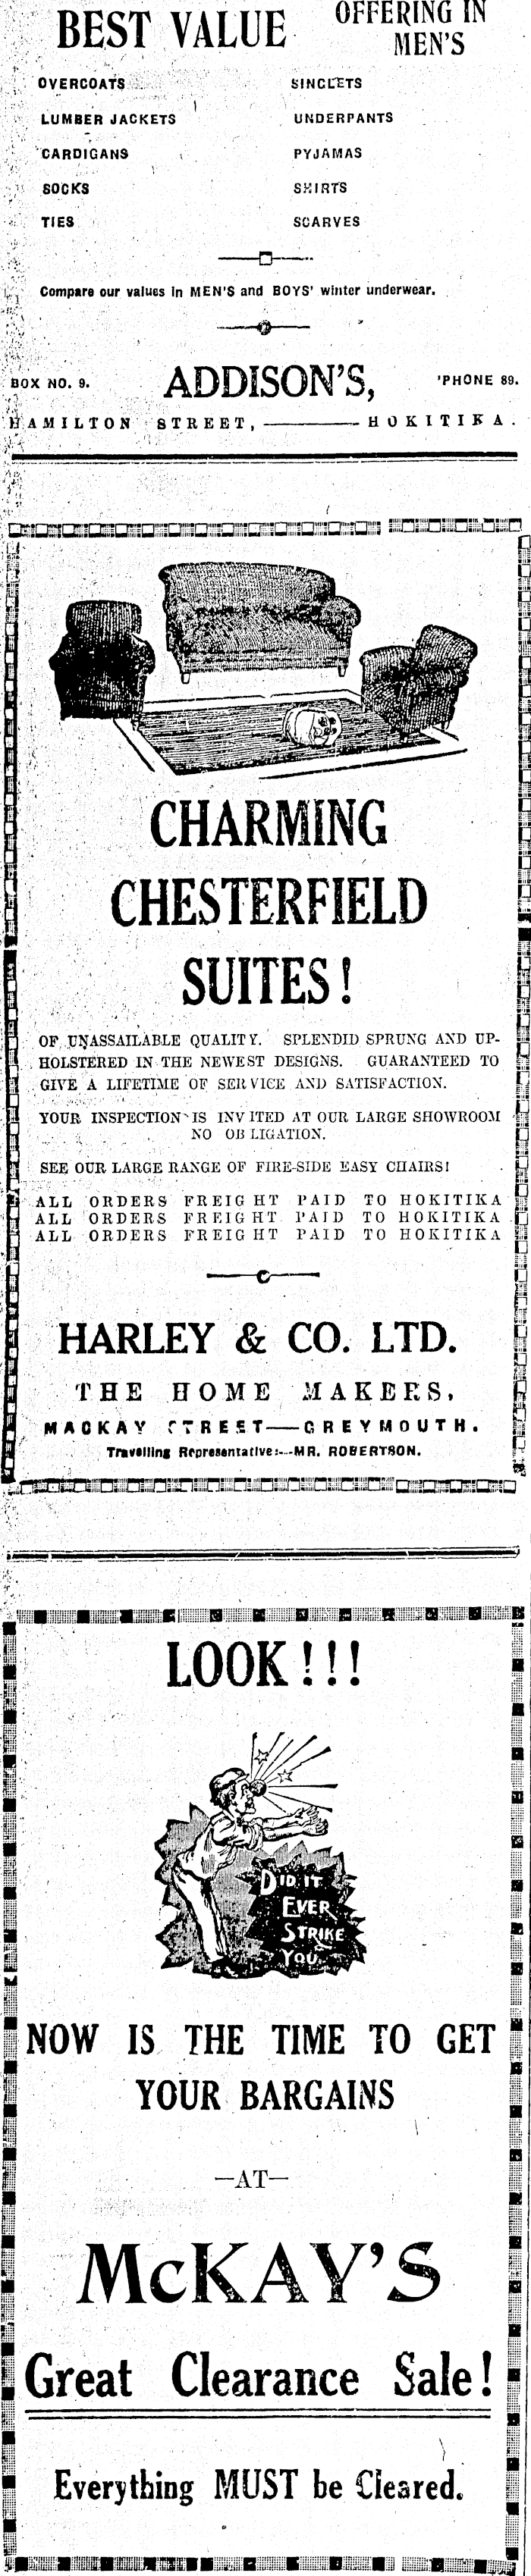 BEST VALUE OFFERING IN MEN'S
OVERCOATS SINGLETS
LUMBER JACKETS UNDERPANTS
CARDIGANS PYJAMAS
SOCKS SHIRTS
TIES SCARVES
Compare our values in MEN'S and BOYS' winter underwear.
BOX NO. 9. ADDISON'S, 'PHONE 89.
HAMILTON STREET, ——— HOKITIKA.
CHARMING
CHESTERFIELD
SUITES!
OF UNASSAILABLE QUALITY. SPLENDID SPRUNG AND UP-
HOLSTERED IN THE NEWEST DESIGNS. GUARANTEED TO
GIVE A LIFETIME OF SERVICE AND SATISFACTION.
YOUR INSPECTION IS INVITED AT OUR LARGE SHOWROOM
NO OBLIGATION.
SEE OUR LARGE RANGE OF FIRE-SIDE EASY CHAIRS!
ALL ORDERS FREIGHT PAID TO HOKITIKA
ALL ORDERS FREIGHT PAID TO HOKITIKA
ALL ORDERS FREIGHT PAID TO HOKITIKA
HARLEY & CO. LTD.
THE HOME MAKERS,
MACKAY STREET—GREYMOUTH.
Travelling Representative:—MR. ROBERTSON.
LOOK!!!
DID IT
EVER
STRIKE
YOU
NOW IS THE TIME TO GET
YOUR BARGAINS
—AT—
McKAY'S
Great Clearance Sale!
Everything MUST be Cleared.